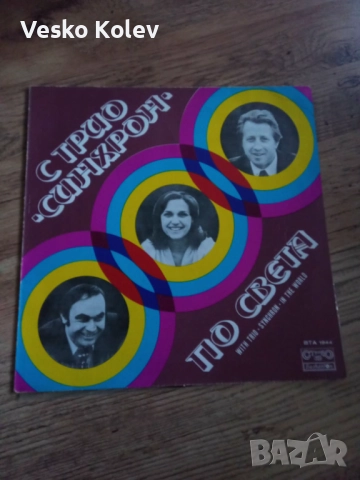 Vesko Kolev
С ТРИО
"СИНХРОН"
ПО СВЕТА
WITH TRIO "SYNCHRON" IN THE WORLD
BAZAR